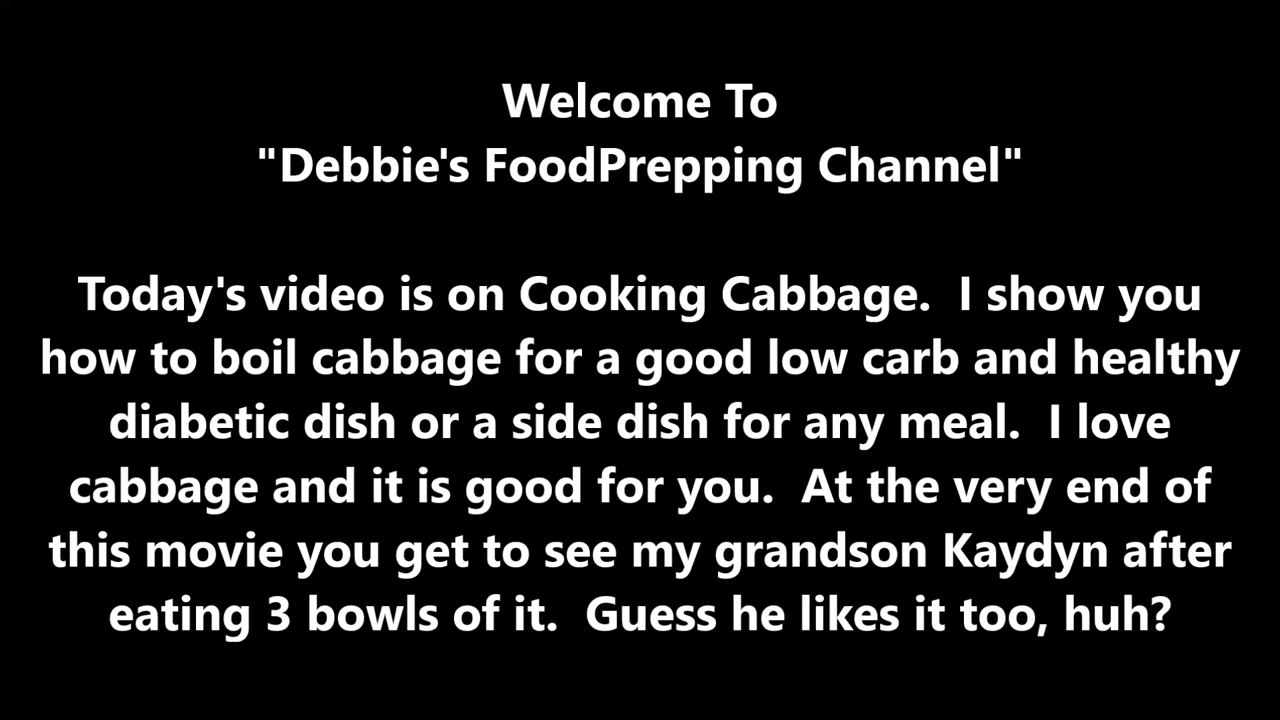 Welcome To
"Debbie's FoodPrepping Channel"
Today's video is on Cooking Cabbage.  I show you
how to boil cabbage for a good low carb and healthy
diabetic dish or a side dish for any meal.  I love
cabbage and it is good for you.  At the very end of
this movie you get to see my grandson Kaydyn after
eating 3 bowls of it.  Guess he likes it too, huh?